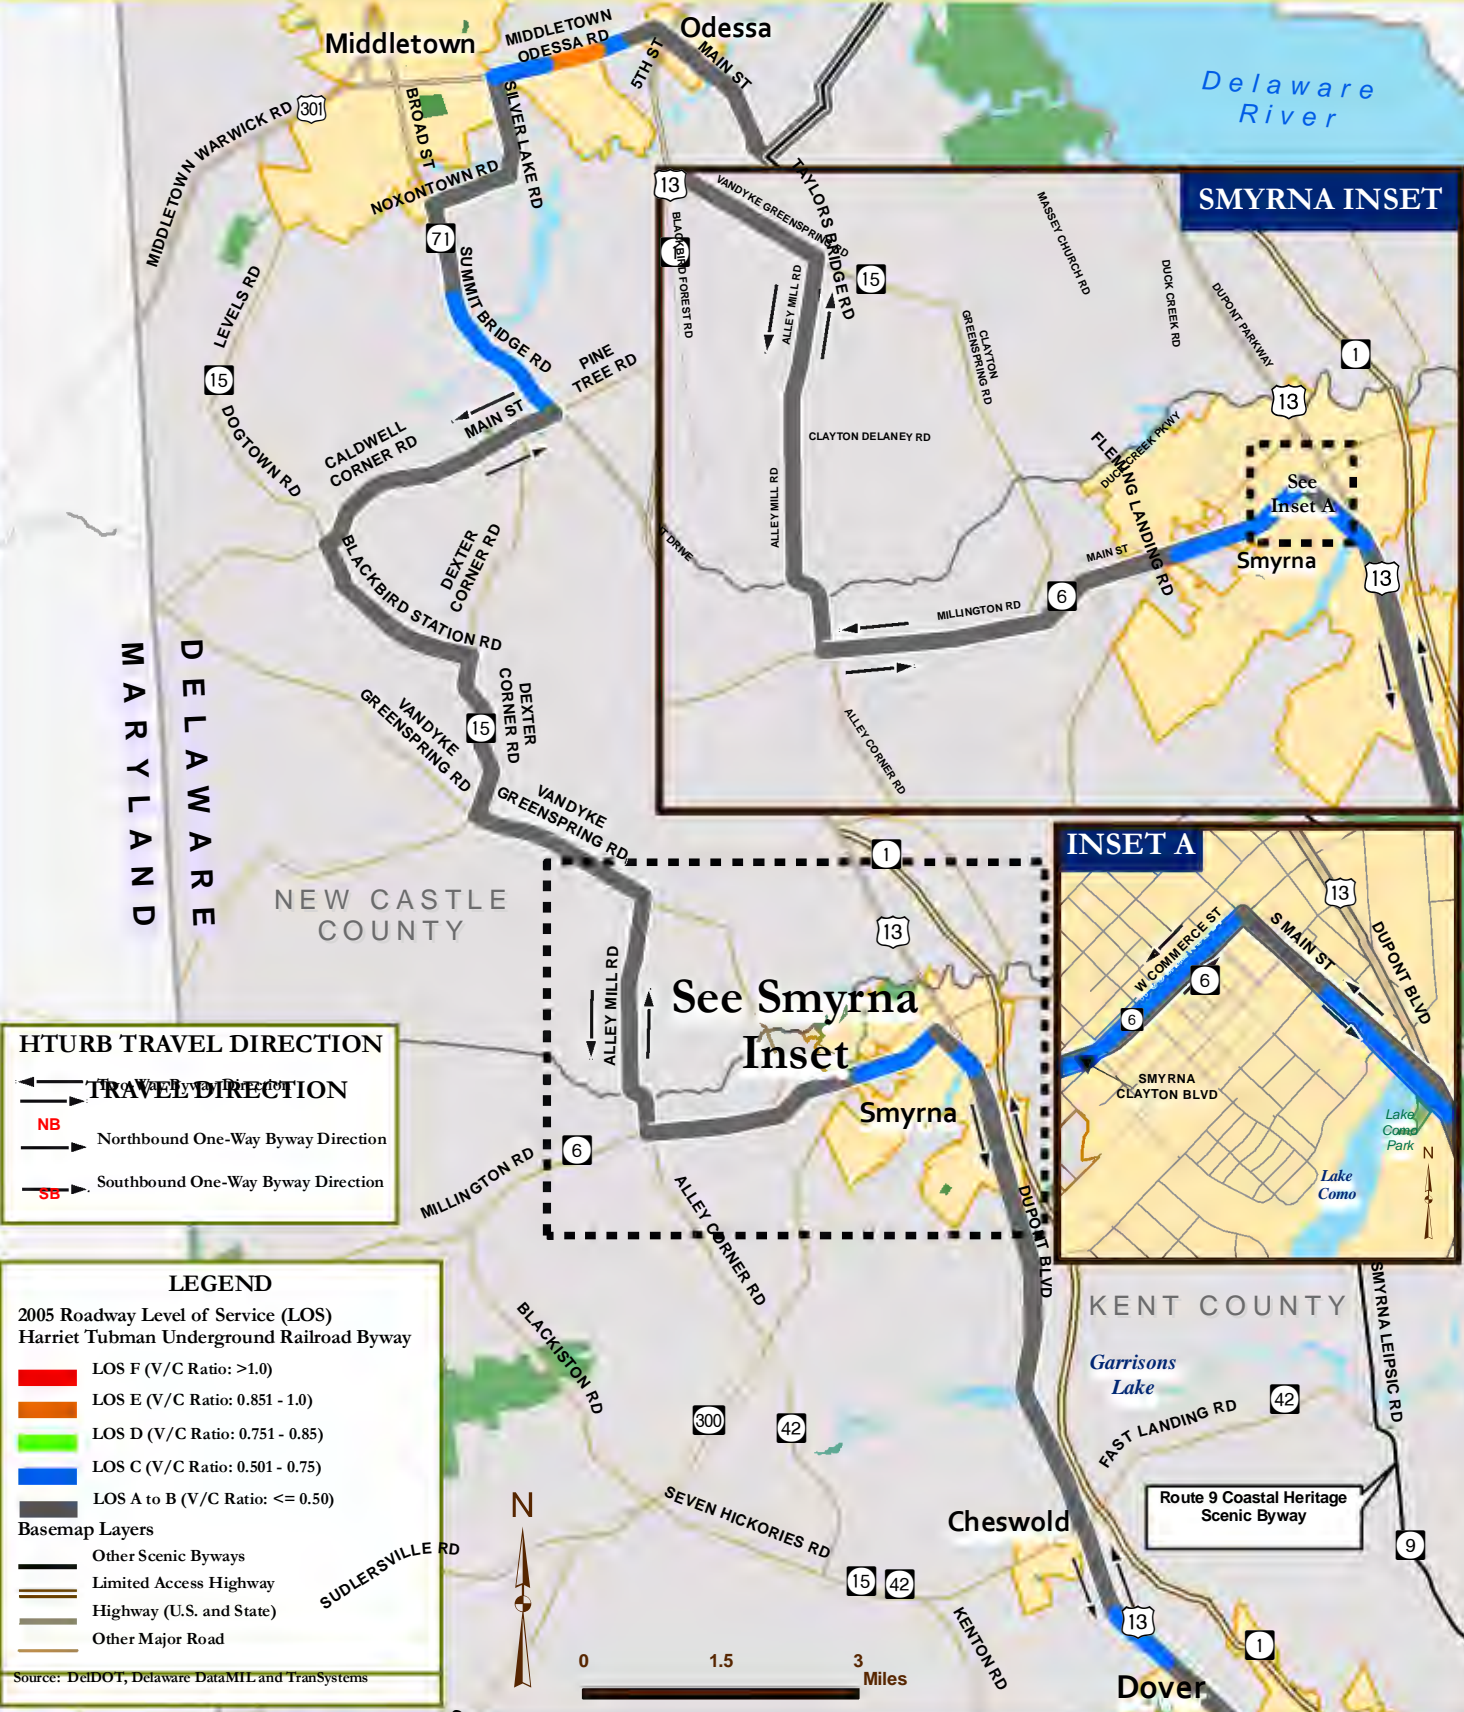 Middletown
MIDDLETOWN
ODESSA RD
Odessa
5TH ST
MAIN ST
Delaware
River
301
MIDDLETOWN WARWICK RD
BROAD ST
SILVER LAKE RD
NOXONTOWN RD
71
SUMMIT BRIDGE RD
LEVELS RD
15
DOGTOWN RD
PINE
TREE RD
MAIN ST
CALDWELL
CORNER RD
DEXTER
CORNER RD
BLACKBIRD STATION RD
DEXTER
CORNER RD
15
VANDYKE
GREENSPRING RD
VANDYKE
GREENSPRING RD
MARYLAND
DELAWARE
NEW CASTLE
COUNTY
SMYRNA INSET
13
1
VANDYKE GREENSPRING RD
TAYLORS BRIDGE RD
BLACKBIRD FOREST RD
ALLEY MILL RD
15
MASSEY CHURCH RD
DUCK CREEK RD
DUPONT PARKWAY
1
CLAYTON
GREENSPRING RD
13
CLAYTON DELANEY RD
ALLEY MILL RD
FLEMING LANDING RD
DUCK CREEK PKWY
See
Inset A
T DRIVE
MAIN ST
Smyrna
13
6
MILLINGTON RD
ALLEY CORNER RD
INSET A
13
W COMMERCE ST
S MAIN ST
DUPONT BLVD
6
6
SMYRNA
CLAYTON BLVD
Lake
Como
Park
N
Lake
Como
1
13
ALLEY MILL RD
See Smyrna
Inset
Smyrna
6
MILLINGTON RD
ALLEY CORNER RD
DUPONT BLVD
HTURB TRAVEL DIRECTION
TRAVEL DIRECTION
Two-Way Byway Direction
NB
Northbound One-Way Byway Direction
SB
Southbound One-Way Byway Direction
LEGEND
2005 Roadway Level of Service (LOS)
Harriet Tubman Underground Railroad Byway
LOS F (V/C Ratio: >1.0)
LOS E (V/C Ratio: 0.851 - 1.0)
LOS D (V/C Ratio: 0.751 - 0.85)
LOS C (V/C Ratio: 0.501 - 0.75)
LOS A to B (V/C Ratio: <= 0.50)
Basemap Layers
Other Scenic Byways
Limited Access Highway
Highway (U.S. and State)
Other Major Road
Source: DelDOT, Delaware DataMIL and TranSystems
BLACKISTON RD
KENT COUNTY
SMYRNA LEIPSIC RD
Garrisons
Lake
300
42
42
FAST LANDING RD
SEVEN HICKORIES RD
Route 9 Coastal Heritage
Scenic Byway
9
Cheswold
SUDLERSVILLE RD
N
15
42
KENTON RD
13
1
0
1.5
3
Miles
Dover